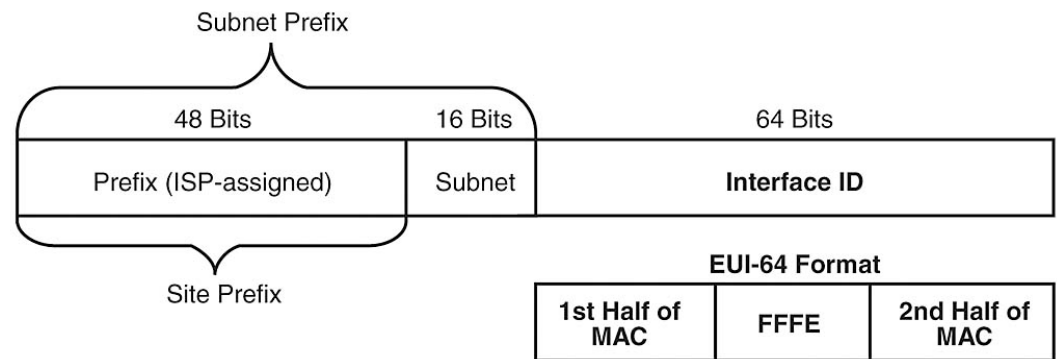 Subnet Prefix
48 Bits
16 Bits
64 Bits
Prefix (ISP-assigned)
Subnet
Interface ID
Site Prefix
EUI-64 Format
1st Half of
MAC
FFFE
2nd Half of
MAC